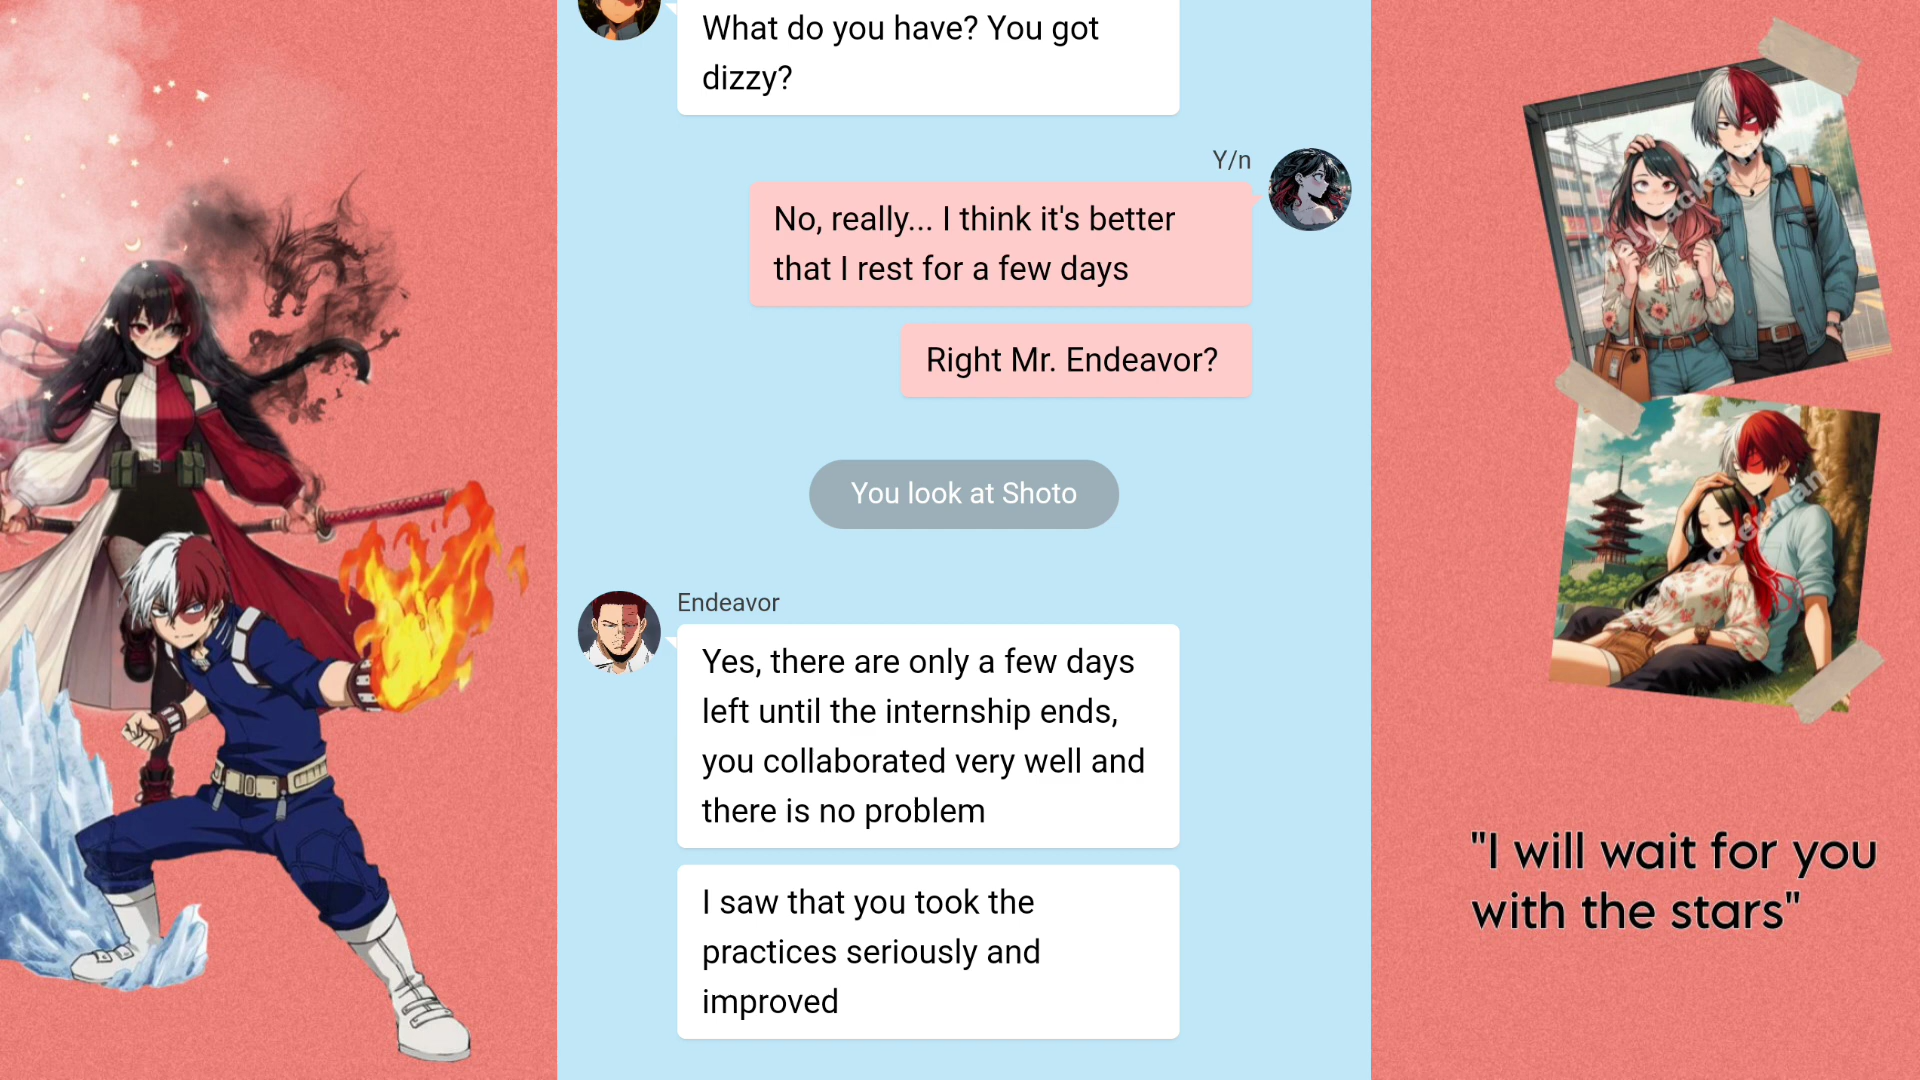 What do you have? You got
dizzy?
Y/n
No, really... I think it's better
that I rest for a few days
Right Mr. Endeavor?
You look at Shoto
Endeavor
Yes, there are only a few days
left until the internship ends,
you collaborated very well and
there is no problem
I saw that you took the
practices seriously and
improved
"I will wait for you
with the stars"